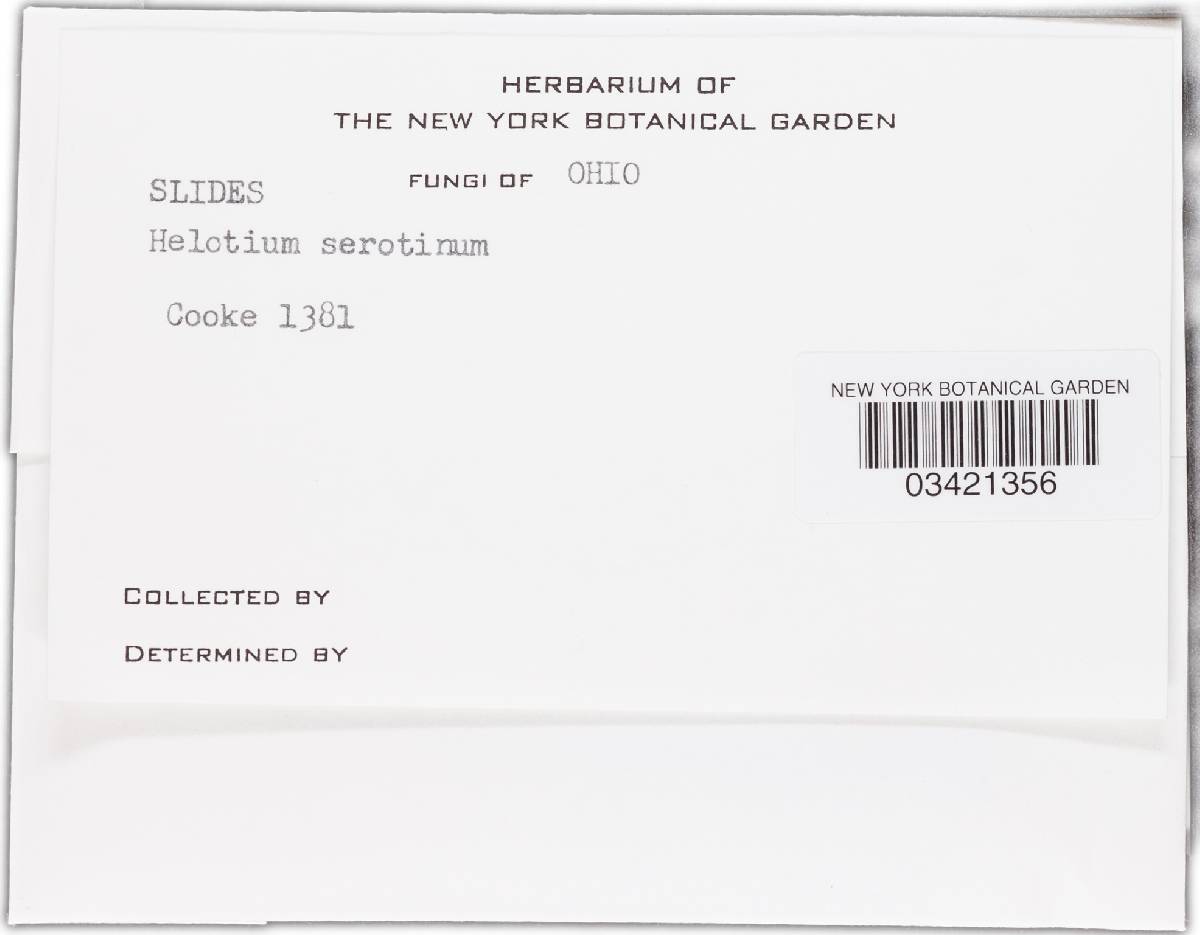 HERBARIUM OF
THE NEW YORK BOTANICAL GARDEN
FUNGI OF OHIO
SLIDES
Helotium serotinum
Cooke 1381
NEW YORK BOTANICAL GARDEN
03421356
COLLECTED BY
DETERMINED BY